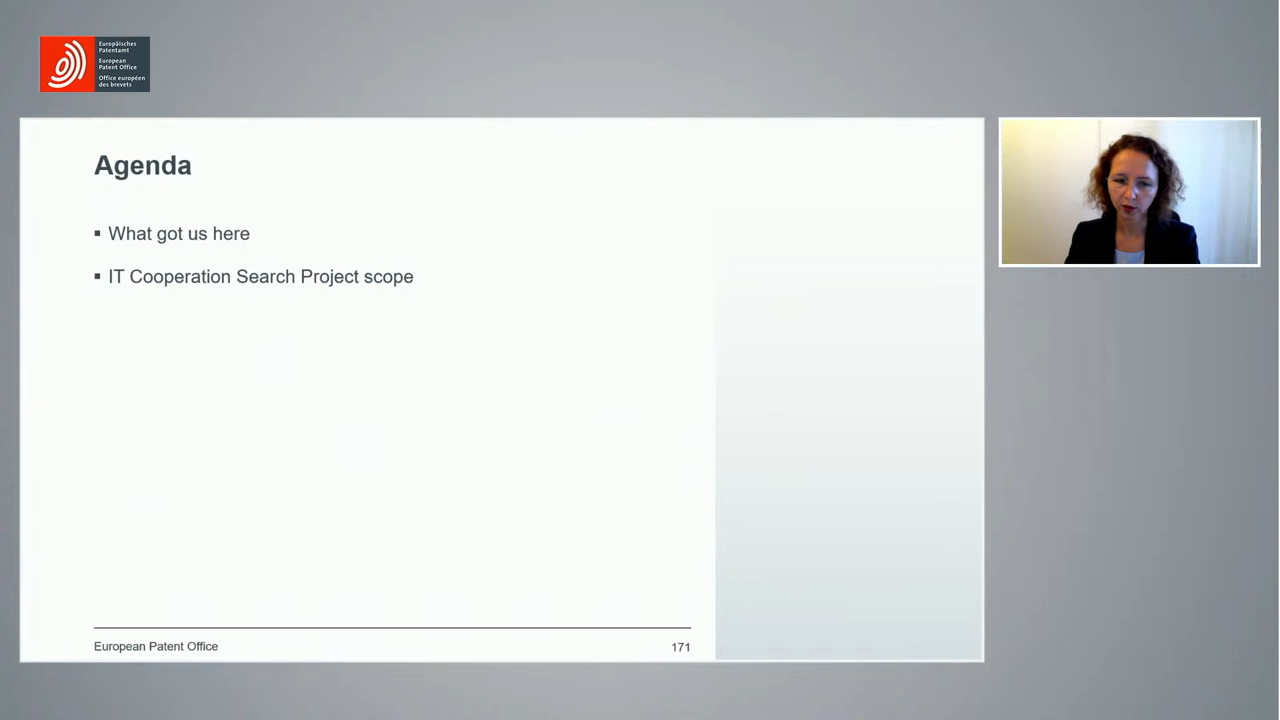 Europäisches
Patentamt
European
Patent Office
Office européen
des brevets
Agenda
▪ What got us here
▪ IT Cooperation Search Project scope
European Patent Office
171